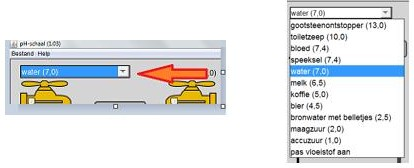 pH-schaal (1.03)
Bestand Help
water (7,0)
0)
water (7,0)
gootsteenontstopper (13,0)
toiletzeep (10,0)
bloed (7,4)
speeksel (7,4)
water (7,0)
melk (6,5)
koffie (5,0)
bier (4,5)
bronwater met belletjes (2,5)
maagzuur (2,0)
accuzuur (1,0)
pas vloeistof aan